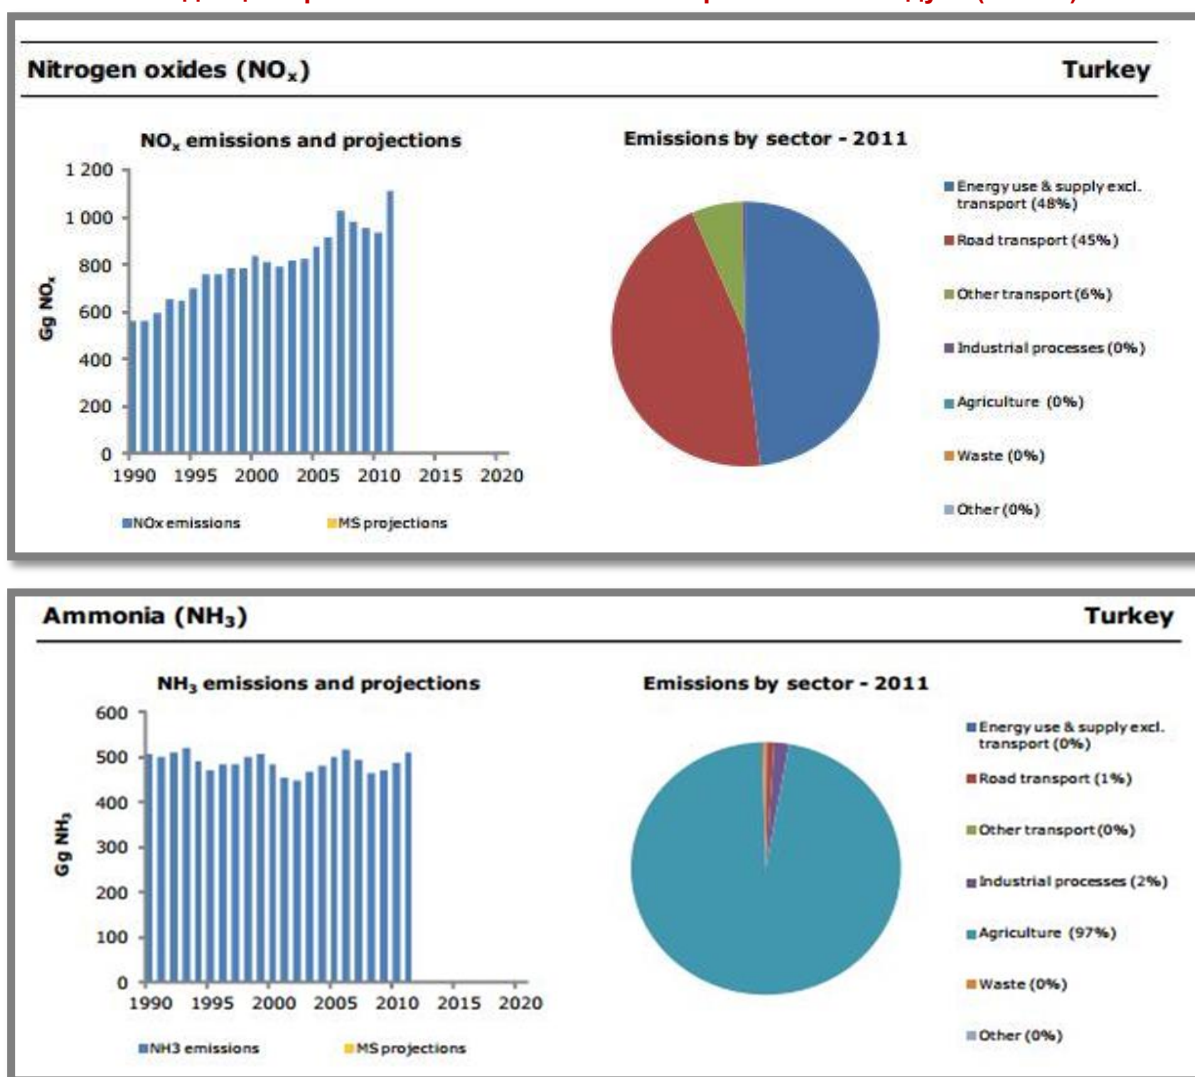 Nitrogen oxides (NOₓ) Turkey
NOₓ emissions and projections
Emissions by sector - 2011
1 200
1 000
800
600
400
200
0
Gg NOₓ
1990 1995 2000 2005 2010 2015 2020
NOx emissions MS projections
Energy use & supply excl.
transport (48%)
Road transport (45%)
Other transport (6%)
Industrial processes (0%)
Agriculture (0%)
Waste (0%)
Other (0%)
Ammonia (NH₃) Turkey
NH₃ emissions and projections
Emissions by sector - 2011
600
500
400
300
200
100
0
Gg NH₃
1990 1995 2000 2005 2010 2015 2020
NH3 emissions MS projections
Energy use & supply excl.
transport (0%)
Road transport (1%)
Other transport (0%)
Industrial processes (2%)
Agriculture (97%)
Waste (0%)
Other (0%)